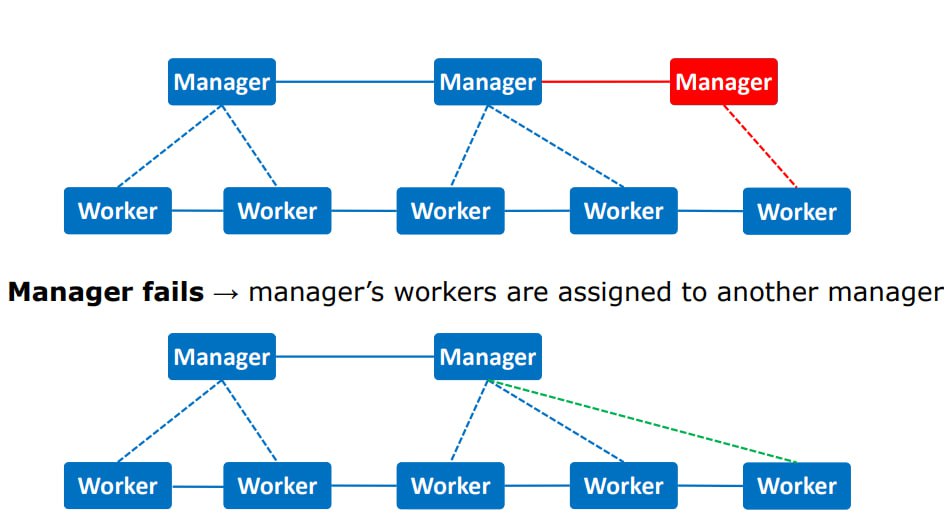 Manager Manager Manager
Worker Worker Worker Worker Worker
Manager fails → manager’s workers are assigned to another manager
Manager Manager
Worker Worker Worker Worker Worker